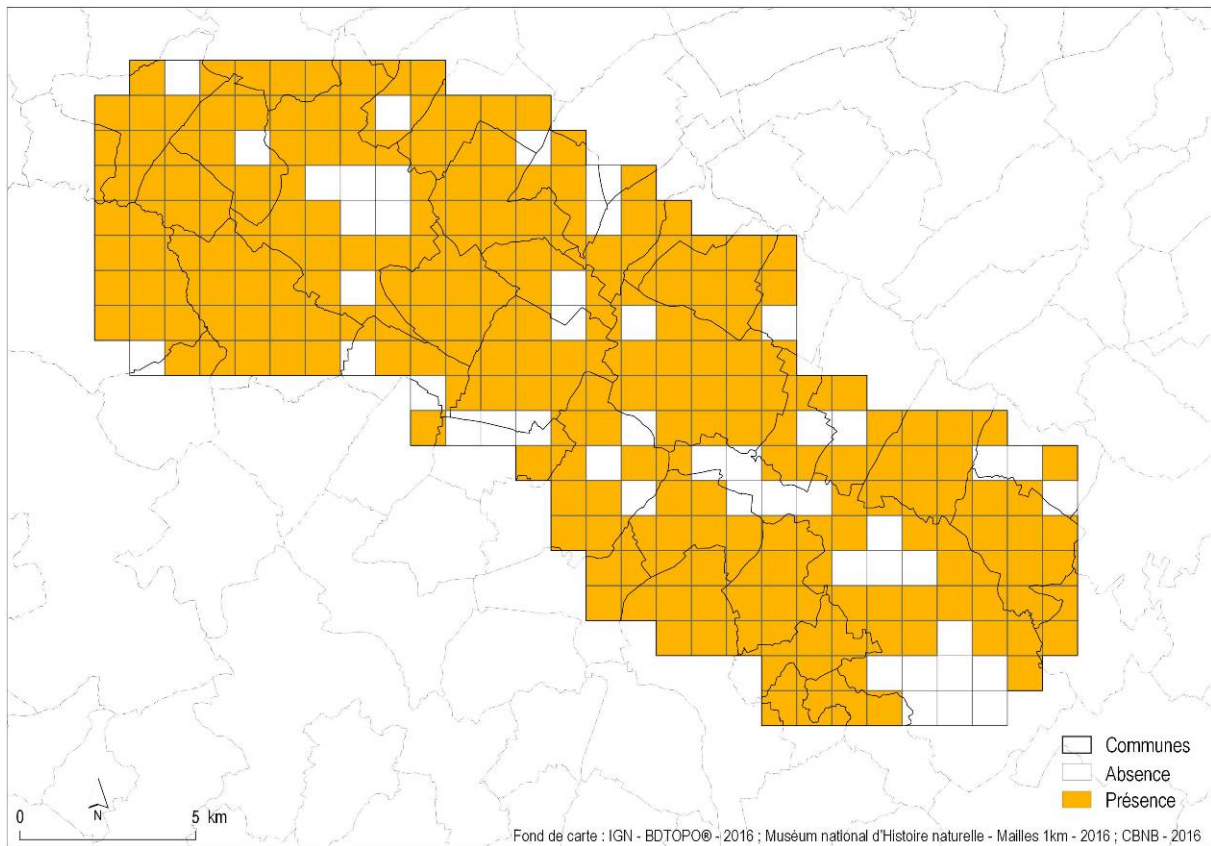 Communes
Absence
Présence
N
0 5 km
Fond de carte : IGN - BDTOPO® - 2016 ; Muséum national d'Histoire naturelle - Mailles 1km - 2016 ; CBNB - 2016